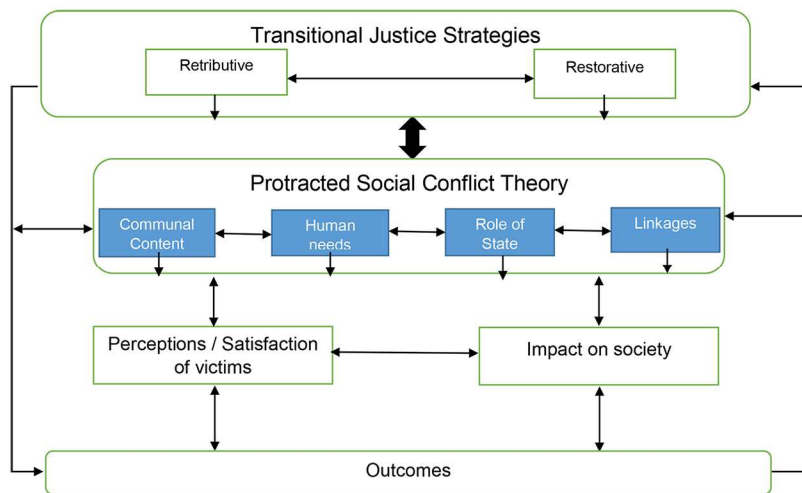 Transitional Justice Strategies
Retributive
Restorative
Protracted Social Conflict Theory
Communal
Content
Human
needs
Role of
State
Linkages
Perceptions / Satisfaction
of victims
Impact on society
Outcomes